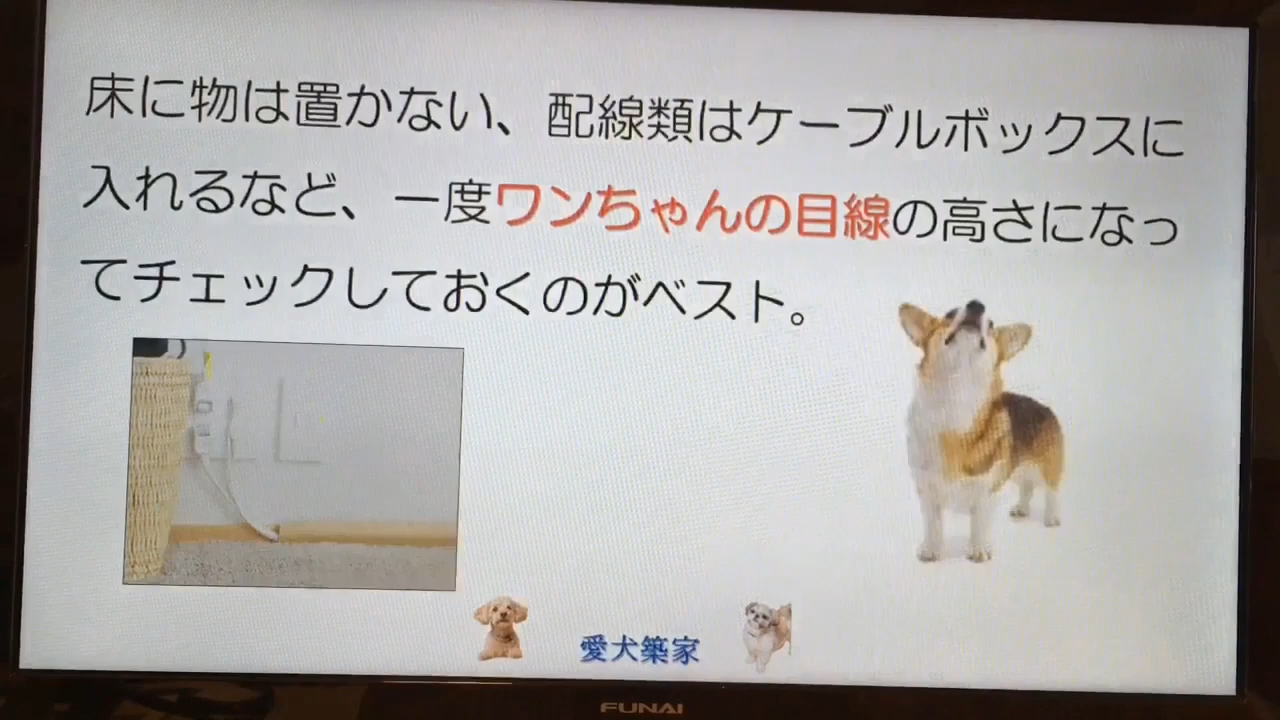 床に物は置かない、配線類はケーブルボックスに
入れるなど、一度ワンちゃんの目線の高さになっ
てチェックしておくのがベスト。
愛犬築家
FUNAI